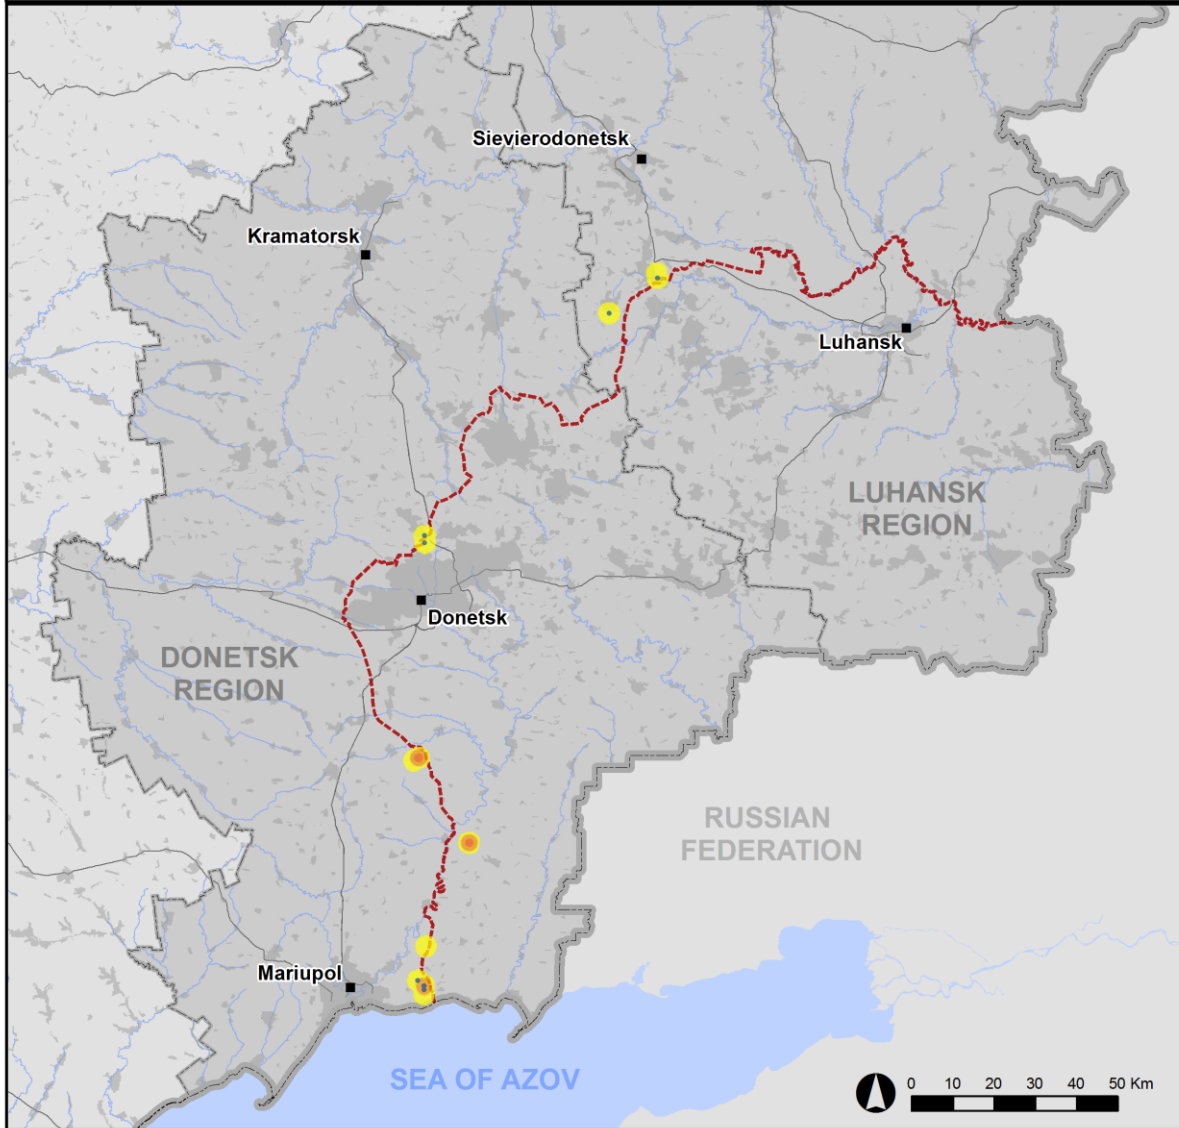 Sievierodonetsk
Kramatorsk
Luhansk
LUHANSK
REGION
Donetsk
DONETSK
REGION
RUSSIAN
FEDERATION
Mariupol
SEA OF AZOV
0 10 20 30 40 50 Km